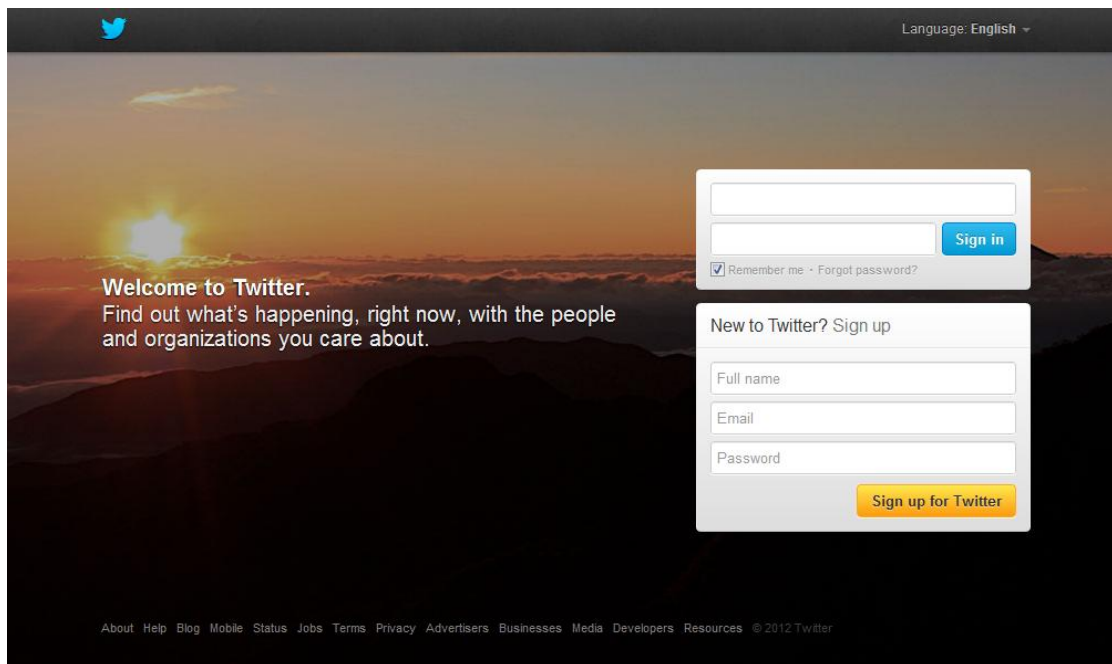 Language: English
Welcome to Twitter.
Find out what's happening, right now, with the people
and organizations you care about.
Sign in
Remember me · Forgot password?
New to Twitter? Sign up
Full name
Email
Password
Sign up for Twitter
About Help Blog Mobile Status Jobs Terms Privacy Advertisers Businesses Media Developers Resources © 2012 Twitter